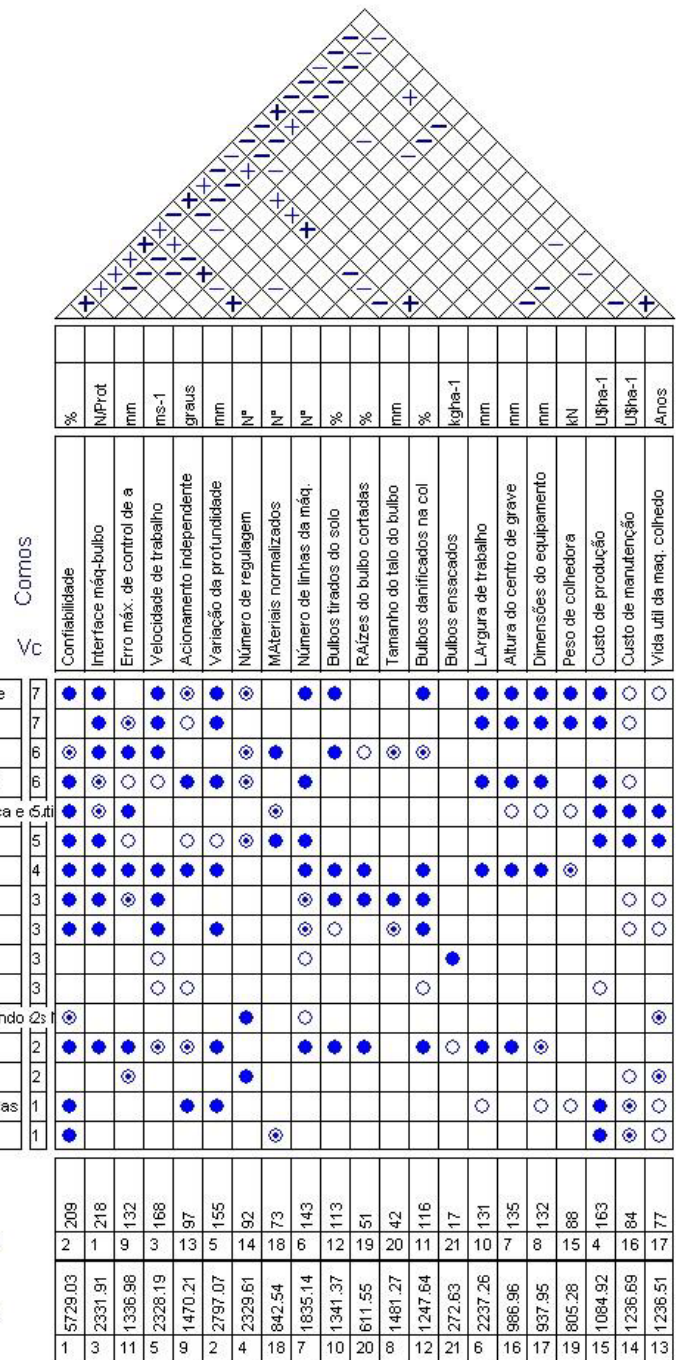 % N/Prot mm ms-1 graus mm Nº Nº Nº % % mm % kgha-1 mm mm mm kN U$ha-1 U$ha-1 Anos
Comos
Vc
Confiabilidade
Interface máq-bulbo
Erro máx. de control de a
Velocidade de trabalho
Acionamento independente
Variação da profundidade
Número de regulagem
MAteriais normalizados
Número de linhas da máq.
Bulbos tirados do solo
RAízes do bulbo cortadas
Tamanho do talo do bulbo
Bulbos danificados na col
Bulbos ensacados
LArgura de trabalho
Altura do centro de grave
Dimensões do equipamento
Peso de colhedora
Custo de produção
Custo de manutenção
Vida util da maq. colhedo
e 7
7
6
6
ca e 5
5
4
3
3
3
3
ndo 2
2
2
as 1
1
209 218 132 168 97 155 92 73 143 113 51 42 116 17 131 135 132 88 163 84 77
2 1 9 3 13 5 14 18 6 12 19 20 11 21 10 7 8 15 4 16 17
5729.03 2331.91 1336.98 2328.19 1470.21 2797.07 2329.61 842.54 1835.14 1341.37 611.55 1481.27 1247.64 272.63 2237.26 986.96 937.95 805.28 1084.92 1236.69 1236.51
1 3 11 5 9 2 4 18 7 10 20 8 12 21 6 16 17 19 15 14 13